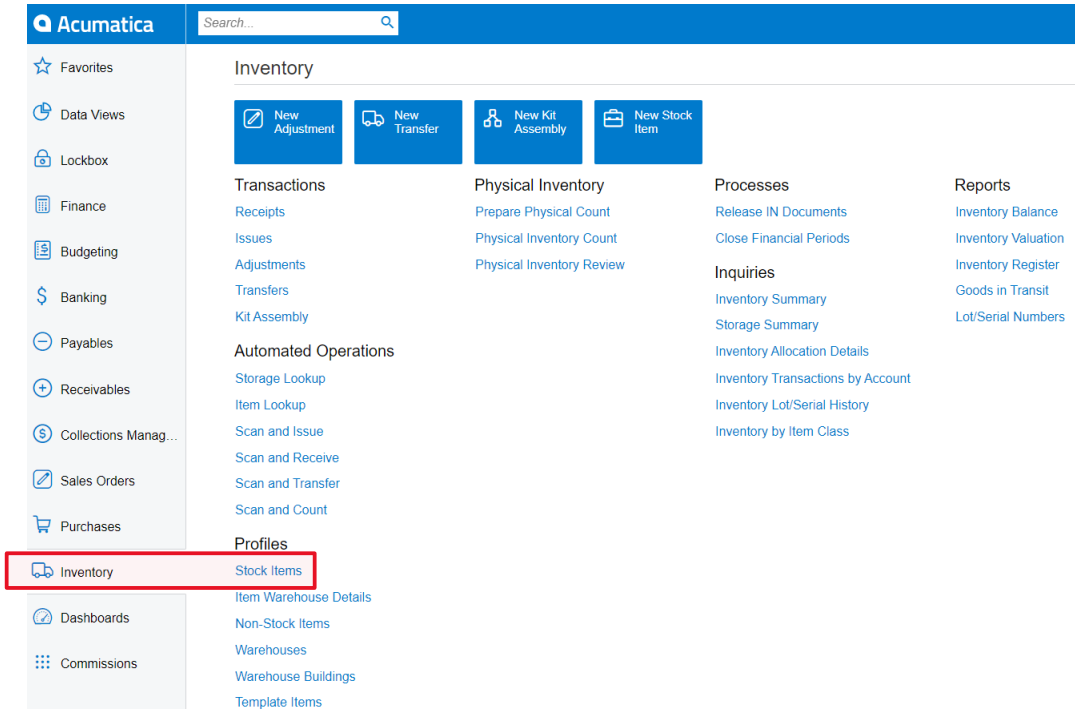 Acumatica
Search...
Favorites
Data Views
Lockbox
Finance
Budgeting
Banking
Payables
Receivables
Collections Manag...
Sales Orders
Purchases
Inventory
Dashboards
Commissions
Inventory
New
Adjustment
New
Transfer
New Kit
Assembly
New Stock
Item
Transactions
Receipts
Issues
Adjustments
Transfers
Kit Assembly
Automated Operations
Storage Lookup
Item Lookup
Scan and Issue
Scan and Receive
Scan and Transfer
Scan and Count
Profiles
Stock Items
Item Warehouse Details
Non-Stock Items
Warehouses
Warehouse Buildings
Template Items
Physical Inventory
Prepare Physical Count
Physical Inventory Count
Physical Inventory Review
Processes
Release IN Documents
Close Financial Periods
Inquiries
Inventory Summary
Storage Summary
Inventory Allocation Details
Inventory Transactions by Account
Inventory Lot/Serial History
Inventory by Item Class
Reports
Inventory Balance
Inventory Valuation
Inventory Register
Goods in Transit
Lot/Serial Numbers